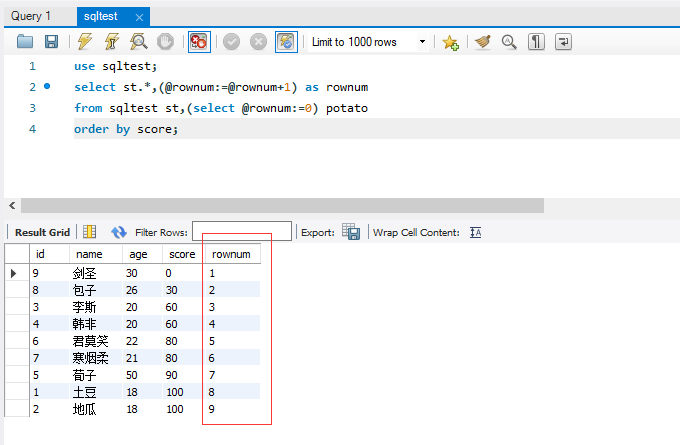 Query 1 sqltest
Limit to 1000 rows
1 use sqltest;
2 select st.*,(@rownum:=@rownum+1) as rownum
3 from sqltest st,(select @rownum:=0) potato
4 order by score;
Result Grid Filter Rows: Export: Wrap Cell Content:
id name age score rownum
9 剑圣 30 0 1
8 包子 26 30 2
3 李斯 20 60 3
4 韩非 20 60 4
6 君莫笑 22 80 5
7 寒烟柔 21 80 6
5 荀子 50 90 7
1 土豆 18 100 8
2 地瓜 18 100 9